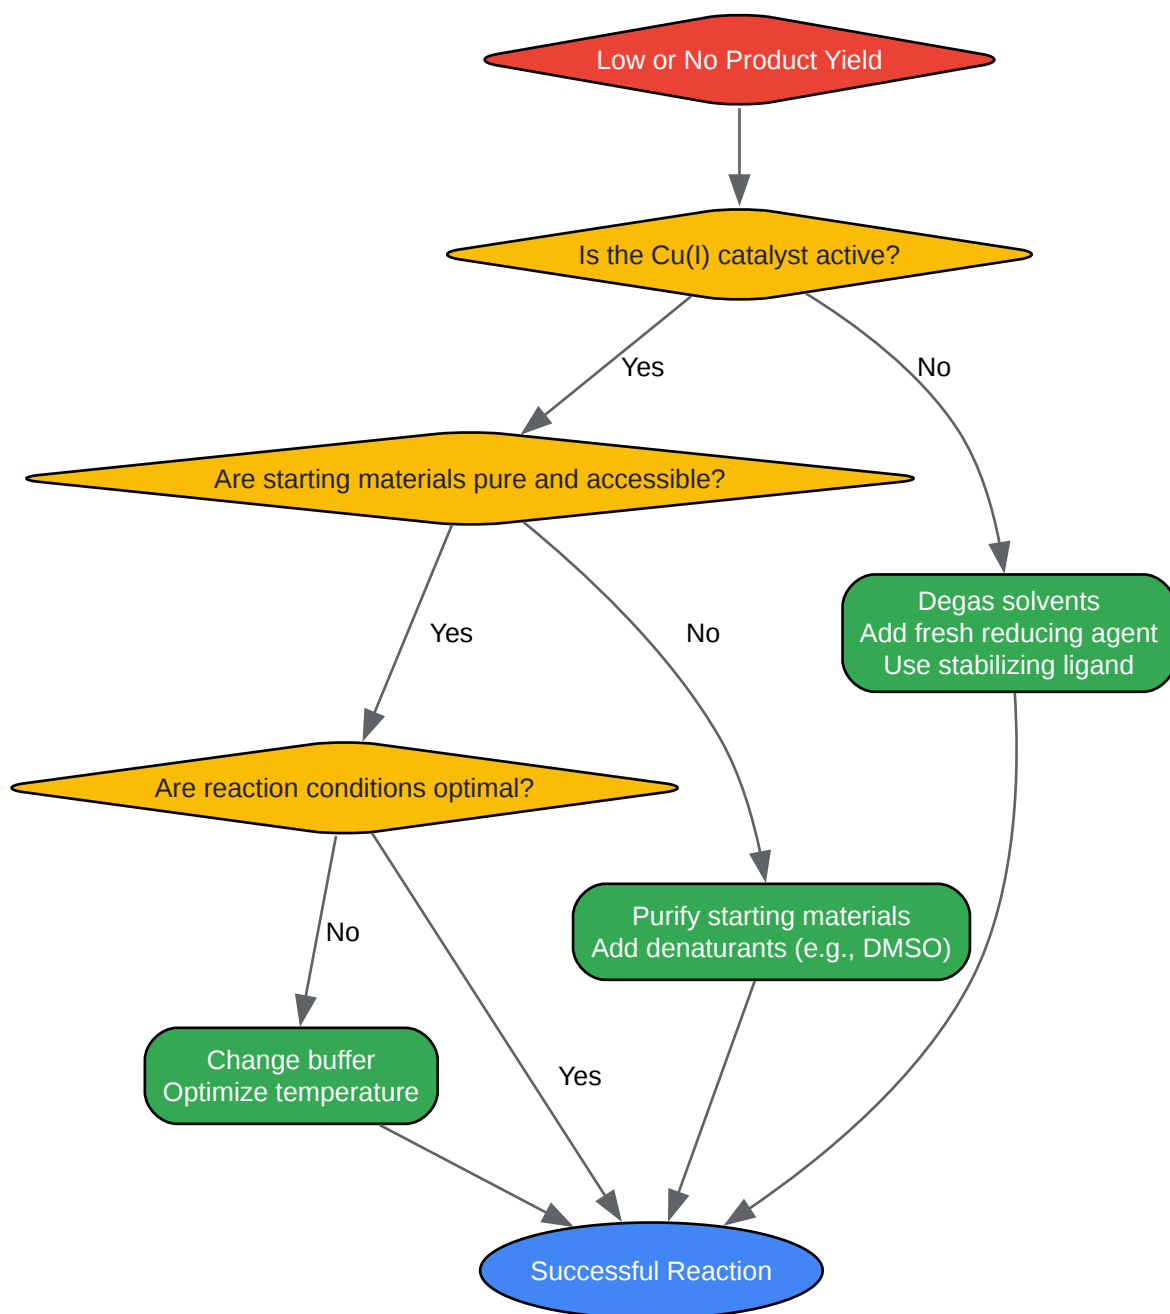 Low or No Product Yield
Is the Cu(I) catalyst active?
Yes
No
Are starting materials pure and accessible?
Degas solvents
Add fresh reducing agent
Use stabilizing ligand
Yes
No
Are reaction conditions optimal?
Purify starting materials
Add denaturants (e.g., DMSO)
No
Change buffer
Optimize temperature
Yes
Successful Reaction